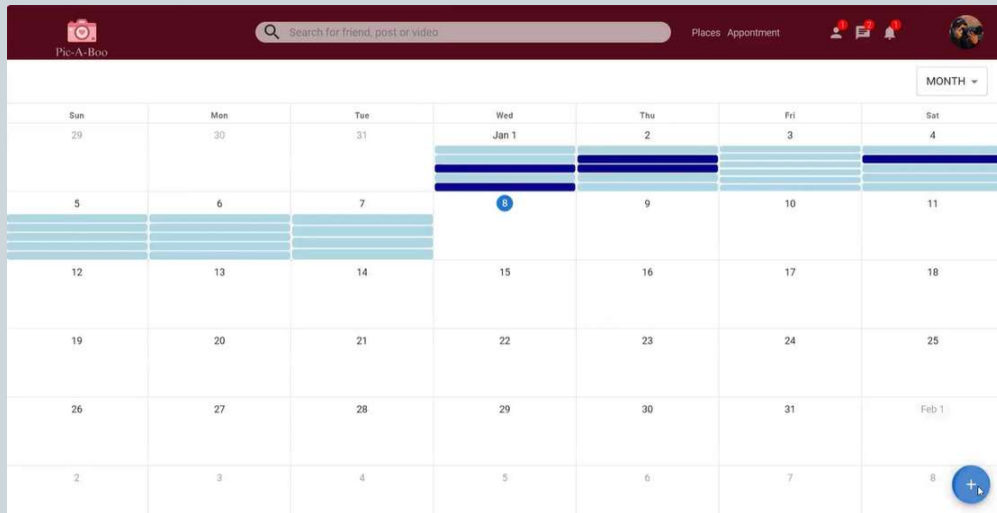 Pic-A-Boo
Search for friend, post or video
Places Appontment
1 2 1
MONTH
Sun Mon Tue Wed Thu Fri Sat
29 30 31 Jan 1 2 3 4
5 6 7 8 9 10 11
12 13 14 15 16 17 18
19 20 21 22 23 24 25
26 27 28 29 30 31 Feb 1
2 3 4 5 6 7 8
+